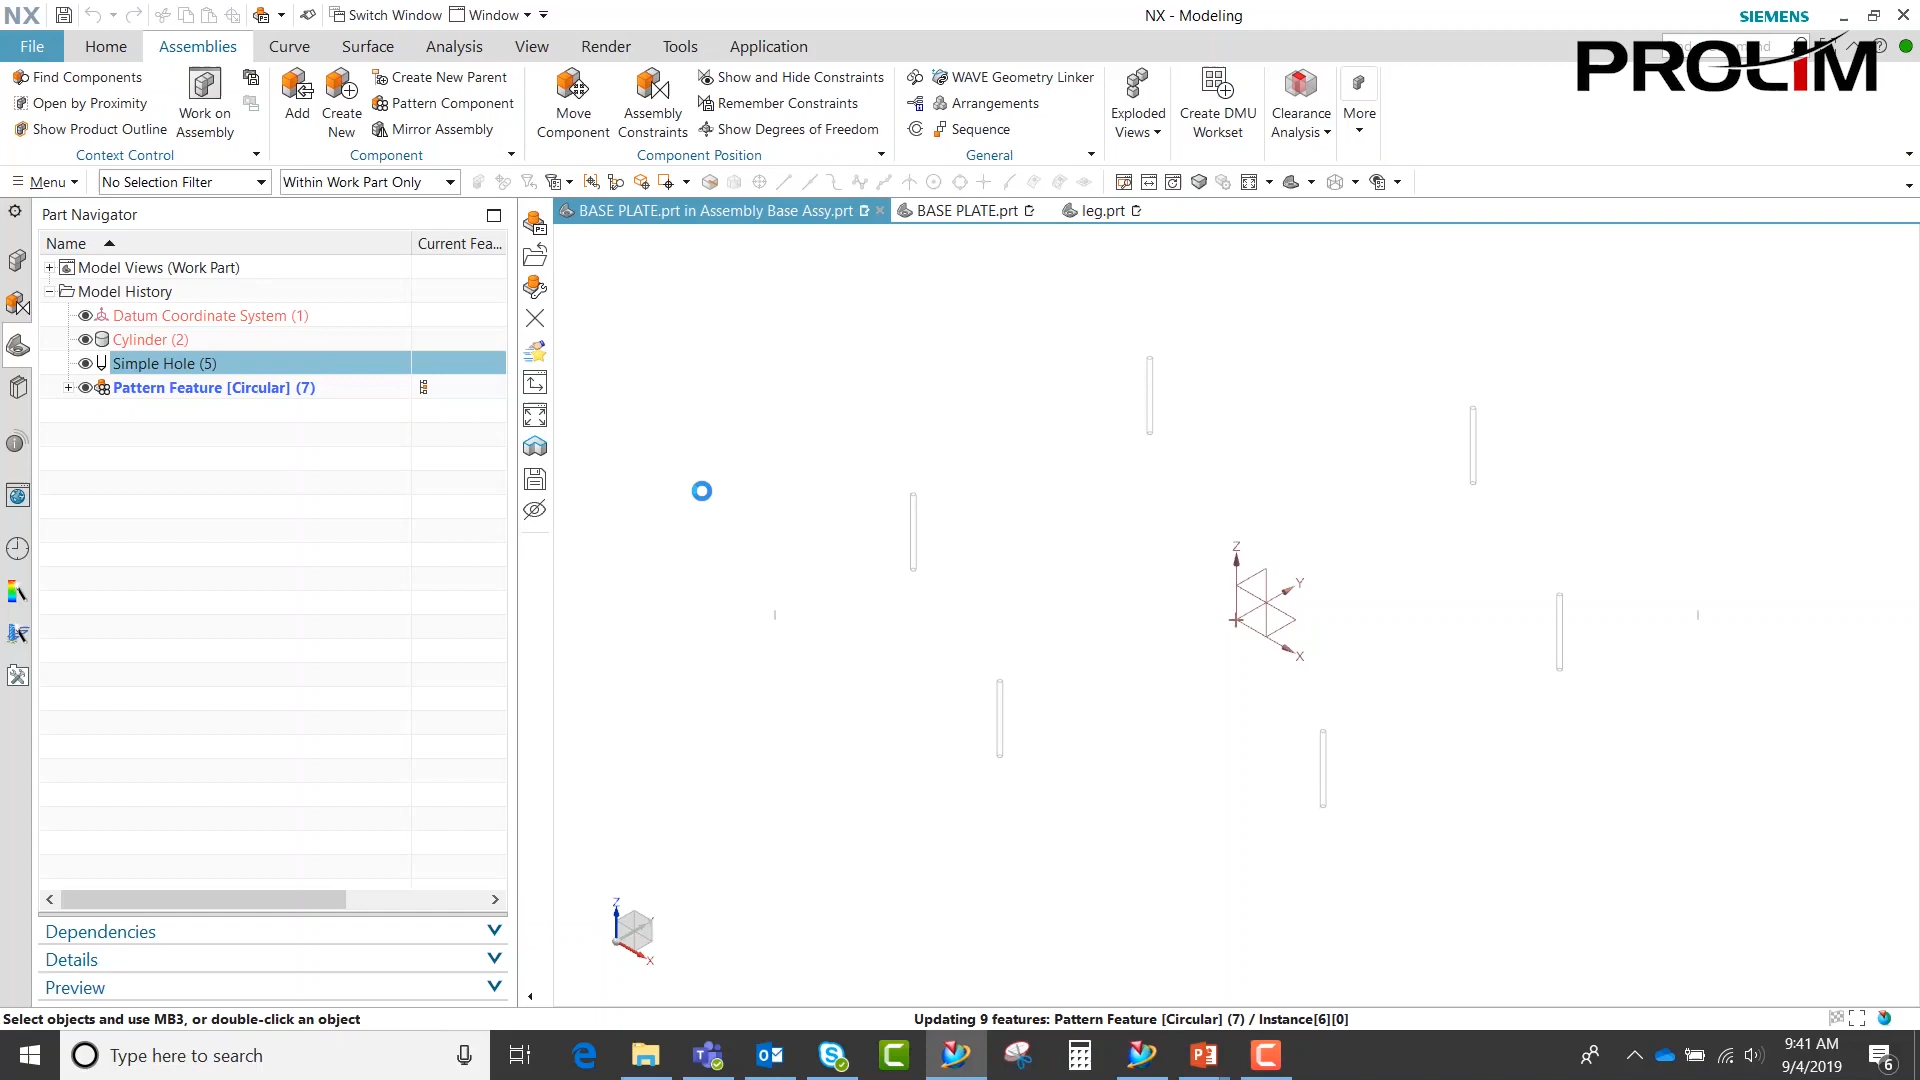 NX
Switch Window
Window
NX - Modeling
SIEMENS
File
Home
Assemblies
Curve
Surface
Analysis
View
Render
Tools
Application
PROLIM
Find Components
Open by Proximity
Show Product Outline
Work on
Assembly
Context Control
Add
Create
New
Create New Parent
Pattern Component
Mirror Assembly
Component
Move
Component
Assembly
Constraints
Show and Hide Constraints
Remember Constraints
Show Degrees of Freedom
Component Position
WAVE Geometry Linker
Arrangements
Sequence
General
Exploded
Views
Create DMU
Workset
Clearance
Analysis
More
Menu
No Selection Filter
Within Work Part Only
Part Navigator
BASE PLATE.prt in Assembly Base Assy.prt
BASE PLATE.prt
leg.prt
Name
Current Fea...
Model Views (Work Part)
Model History
Datum Coordinate System (1)
Cylinder (2)
Simple Hole (5)
Pattern Feature [Circular] (7)
Z
Y
X
Z
X
Dependencies
Details
Preview
Select objects and use MB3, or double-click an object
Updating 9 features: Pattern Feature [Circular] (7) / Instance[6][0]
Type here to search
9:41 AM
9/4/2019
6